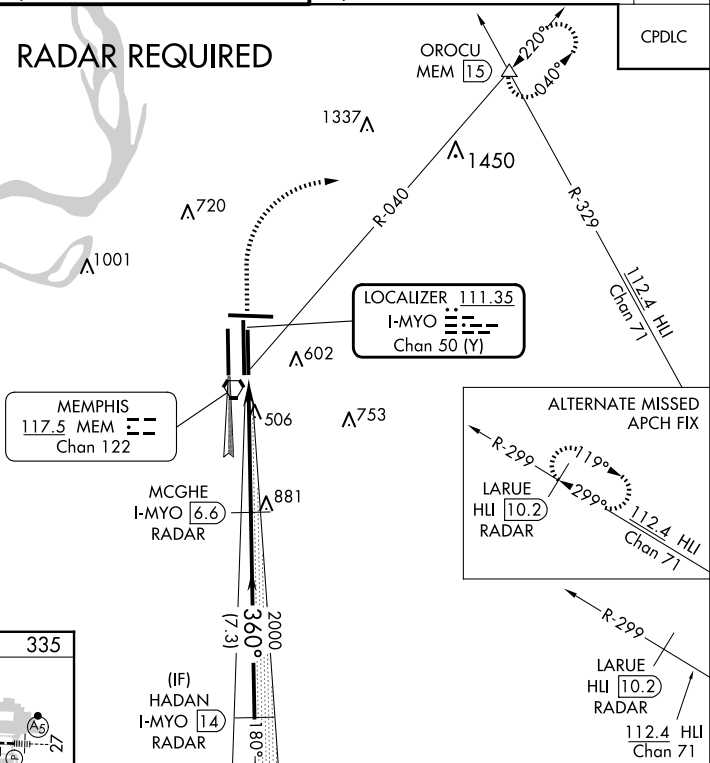 RADAR REQUIRED
CPDLC
OROCU
MEM 15
220°
040°
1337
1450
720
1001
R-040
R-329
112.4 HLI
Chan 71
LOCALIZER 111.35
I-MYO
Chan 50 (Y)
602
MEMPHIS
117.5 MEM
Chan 122
506
753
ALTERNATE MISSED
APCH FIX
R-299
119°
299°
LARUE
HLI 10.2
RADAR
112.4 HLI
Chan 71
MCGHE
I-MYO 6.6
RADAR
881
2000
360°
(7.3)
R-299
LARUE
HLI 10.2
RADAR
112.4 HLI
Chan 71
335
A5
P
27
(IF)
HADAN
I-MYO 14
RADAR
180°